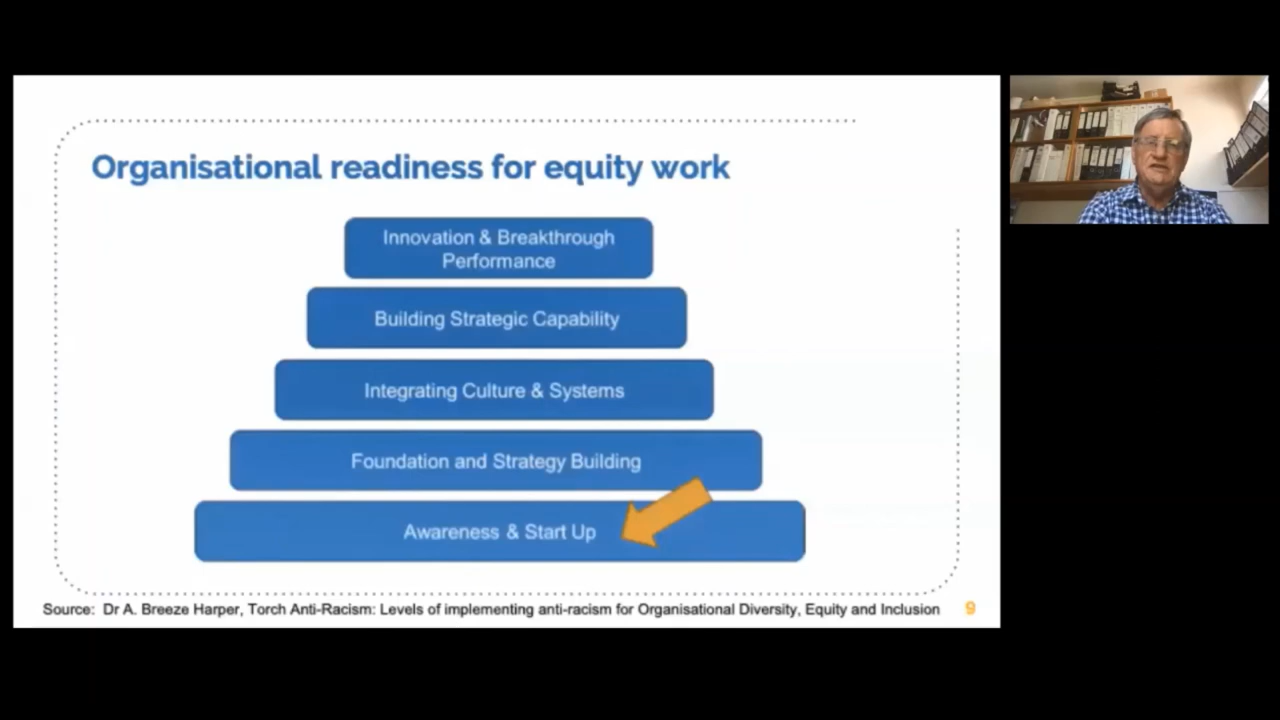 Organisational readiness for equity work
Innovation & Breakthrough
Performance
Building Strategic Capability
Integrating Culture & Systems
Foundation and Strategy Building
Awareness & Start Up
Source:  Dr A. Breeze Harper, Torch Anti-Racism: Levels of implementing anti-racism for Organisational Diversity, Equity and Inclusion
9